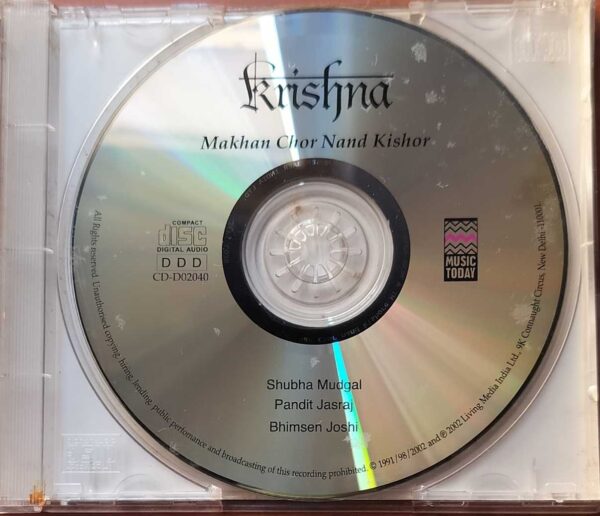 Krishna
Makhan Chor Nand Kishor
COMPACT
disc
DIGITAL AUDIO
DDD
CD-D02040
MUSIC
TODAY
Shubha Mudgal
Pandit Jasraj
Bhimsen Joshi
All Rights reserved. Unauthorised copying, hiring, lending, public perfomance and broadcasting of this recording prohibited. © 1991/98/2002 and ℗ 2002 Living Media India Ltd., 9K Connaught Circus, New Delhi -110001.